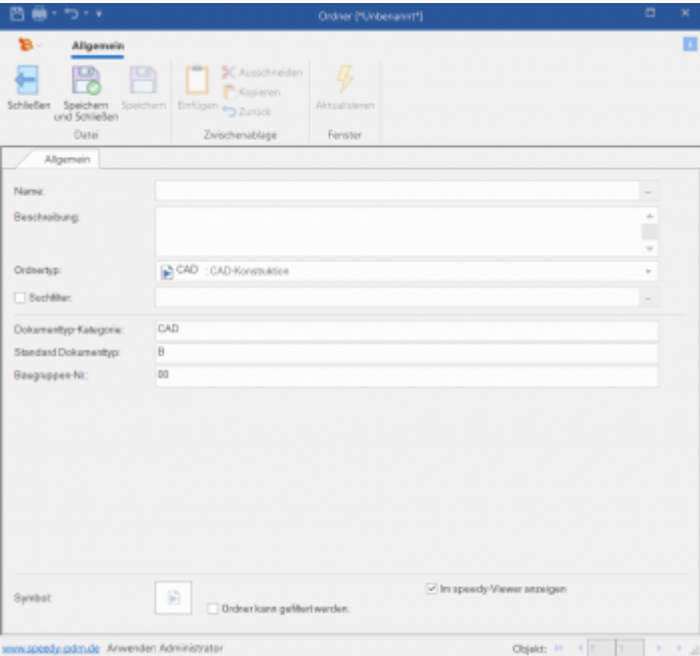 Ordner [*Unbenannt*]
Allgemein
Schließen
Speichern und Schließen
Speichern
Einfügen
Ausschneiden
Kopieren
Zurück
Aktualisieren
Datei
Zwischenablage
Fenster
Allgemein
Name:
Beschreibung:
Ordnertyp: CAD : CAD-Konstruktion
Suchfilter:
Dokumenttyp-Kategorie: CAD
Standard Dokumenttyp: B
Baugruppen-Nr.: 00
Im speedy-Viewer anzeigen
Symbol:
Ordner kann gefiltert werden.
www.speedy-pdm.de Anwender: Administrator Objekt: 1 1